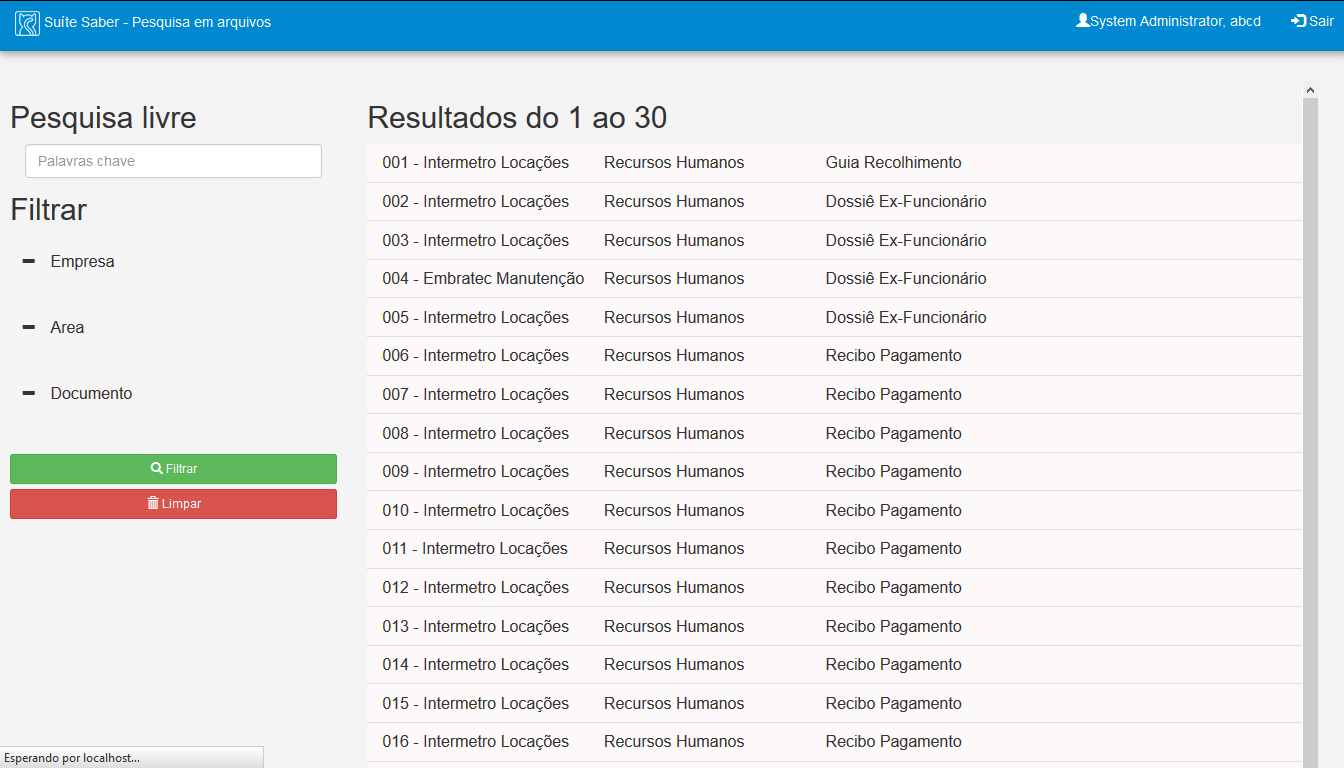 Suíte Saber - Pesquisa em arquivos
System Administrator, abcd
Sair
Pesquisa livre
Palavras chave
Filtrar
Empresa
Area
Documento
Filtrar
Limpar
Resultados do 1 ao 30
001 - Intermetro Locações Recursos Humanos Guia Recolhimento
002 - Intermetro Locações Recursos Humanos Dossiê Ex-Funcionário
003 - Intermetro Locações Recursos Humanos Dossiê Ex-Funcionário
004 - Embratec Manutenção Recursos Humanos Dossiê Ex-Funcionário
005 - Intermetro Locações Recursos Humanos Dossiê Ex-Funcionário
006 - Intermetro Locações Recursos Humanos Recibo Pagamento
007 - Intermetro Locações Recursos Humanos Recibo Pagamento
008 - Intermetro Locações Recursos Humanos Recibo Pagamento
009 - Intermetro Locações Recursos Humanos Recibo Pagamento
010 - Intermetro Locações Recursos Humanos Recibo Pagamento
011 - Intermetro Locações Recursos Humanos Recibo Pagamento
012 - Intermetro Locações Recursos Humanos Recibo Pagamento
013 - Intermetro Locações Recursos Humanos Recibo Pagamento
014 - Intermetro Locações Recursos Humanos Recibo Pagamento
015 - Intermetro Locações Recursos Humanos Recibo Pagamento
016 - Intermetro Locações Recursos Humanos Recibo Pagamento
Esperando por localhost...